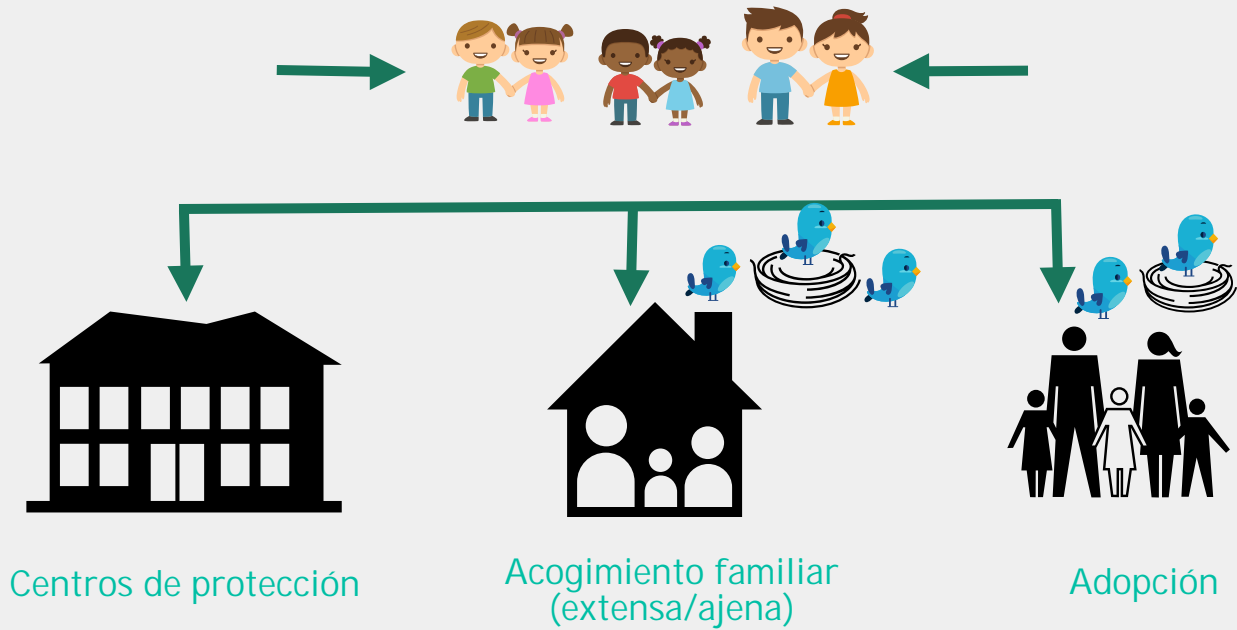 Centros de protección
Acogimiento familiar
(extensa/ajena)
Adopción